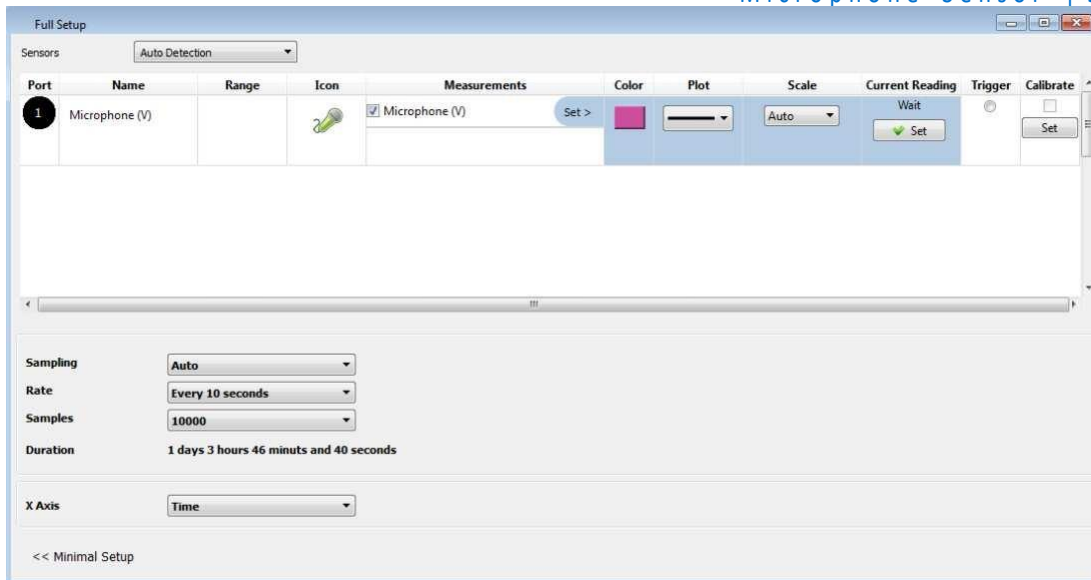 Full Setup
Sensors Auto Detection
Port Name Range Icon Measurements Color Plot Scale Current Reading Trigger Calibrate
1 Microphone (V) Microphone (V) Set > Auto Wait
Set Set
Sampling Auto
Rate Every 10 seconds
Samples 10000
Duration 1 days 3 hours 46 minuts and 40 seconds
X Axis Time
<< Minimal Setup